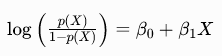 log ( p(X) / 1−p(X) ) = β₀ + β₁X